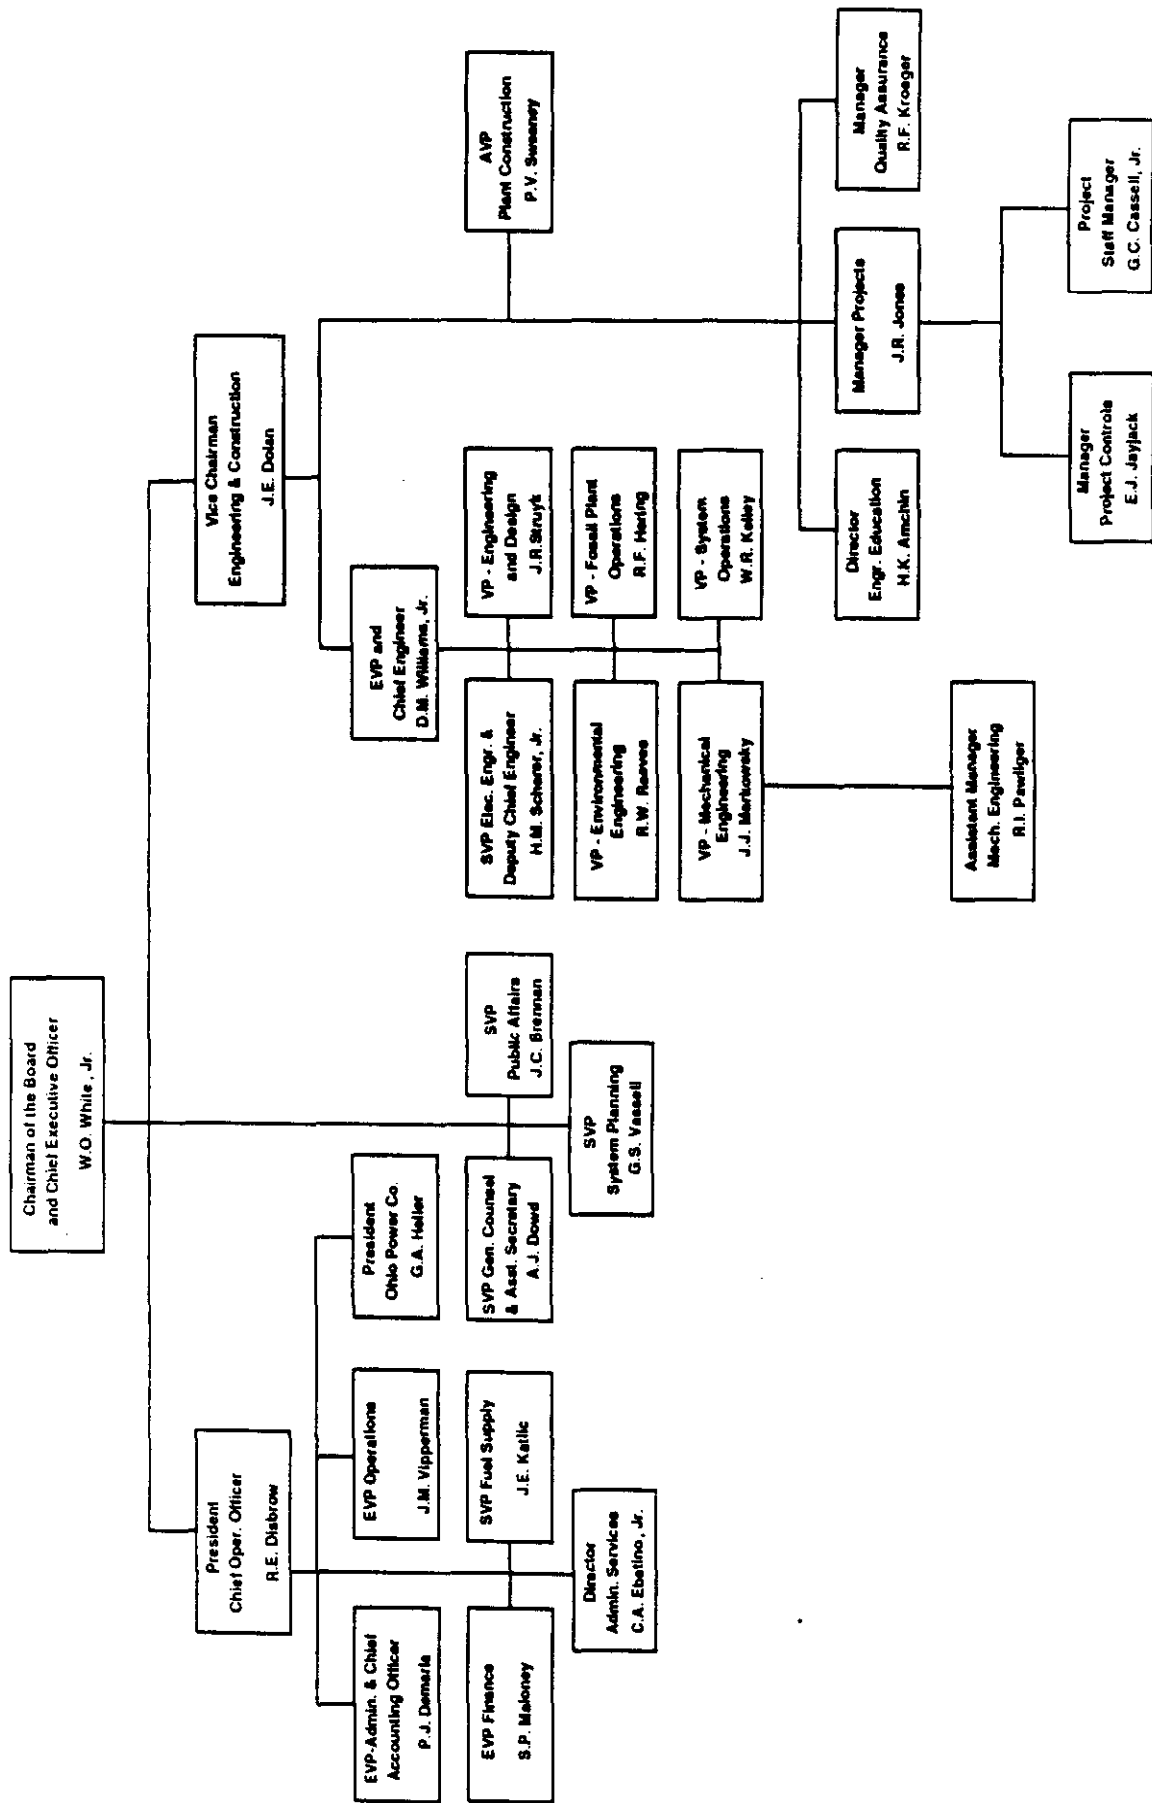 Chairman of the Board
and Chief Executive Officer
W.O. White, Jr.
President
Chief Oper. Officer
R.E. Disbrow
Vice Chairman
Engineering & Construction
J.E. Dolan
EVP-Admin. & Chief
Accounting Officer
P.J. Demaria
EVP Operations
J.M. Vipperman
President
Ohio Power Co.
G.A. Heller
EVP and
Chief Engineer
D.M. Williams, Jr.
EVP Finance
S.P. Maloney
SVP Fuel Supply
J.E. Katlic
SVP Gen. Counsel
& Asst. Secretary
A.J. Dowd
SVP
Public Affairs
J.C. Brennan
SVP Elec. Engr. &
Deputy Chief Engineer
H.M. Scherer, Jr.
VP - Engineering
and Design
J.R.Struyk
AVP
Plant Construction
P.V. Sweeney
Director
Admin. Services
C.A. Ebetino, Jr.
SVP
System Planning
G.S. Vassell
VP - Environmental
Engineering
R.W. Reeves
VP - Fossil Plant
Operations
R.F. Hering
VP - Mechanical
Engineering
J.J. Markowsky
VP - System
Operations
W.R. Kelley
Director
Engr. Education
H.K. Amchin
Manager Projects
J.R. Jones
Manager
Quality Assurance
R.F. Kroeger
Assistant Manager
Mech. Engineering
R.I. Pawliger
Manager
Project Controls
E.J. Jayjack
Project
Staff Manager
G.C. Cassell, Jr.